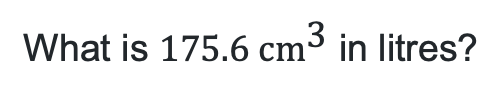 What is 175.6 cm³ in litres?